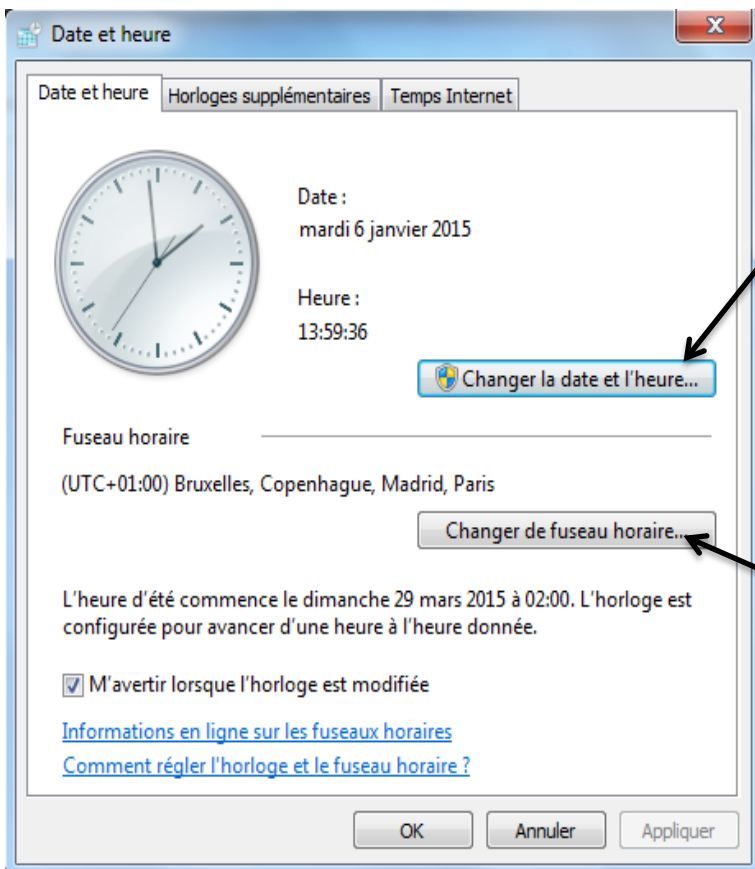 Date et heure
Date et heure
Horloges supplémentaires
Temps Internet
Date :
mardi 6 janvier 2015
Heure :
13:59:36
Changer la date et l'heure...
Fuseau horaire
(UTC+01:00) Bruxelles, Copenhague, Madrid, Paris
Changer de fuseau horaire...
L'heure d'été commence le dimanche 29 mars 2015 à 02:00. L'horloge est
configurée pour avancer d'une heure à l'heure donnée.
M'avertir lorsque l'horloge est modifiée
Informations en ligne sur les fuseaux horaires
Comment régler l'horloge et le fuseau horaire ?
OK
Annuler
Appliquer